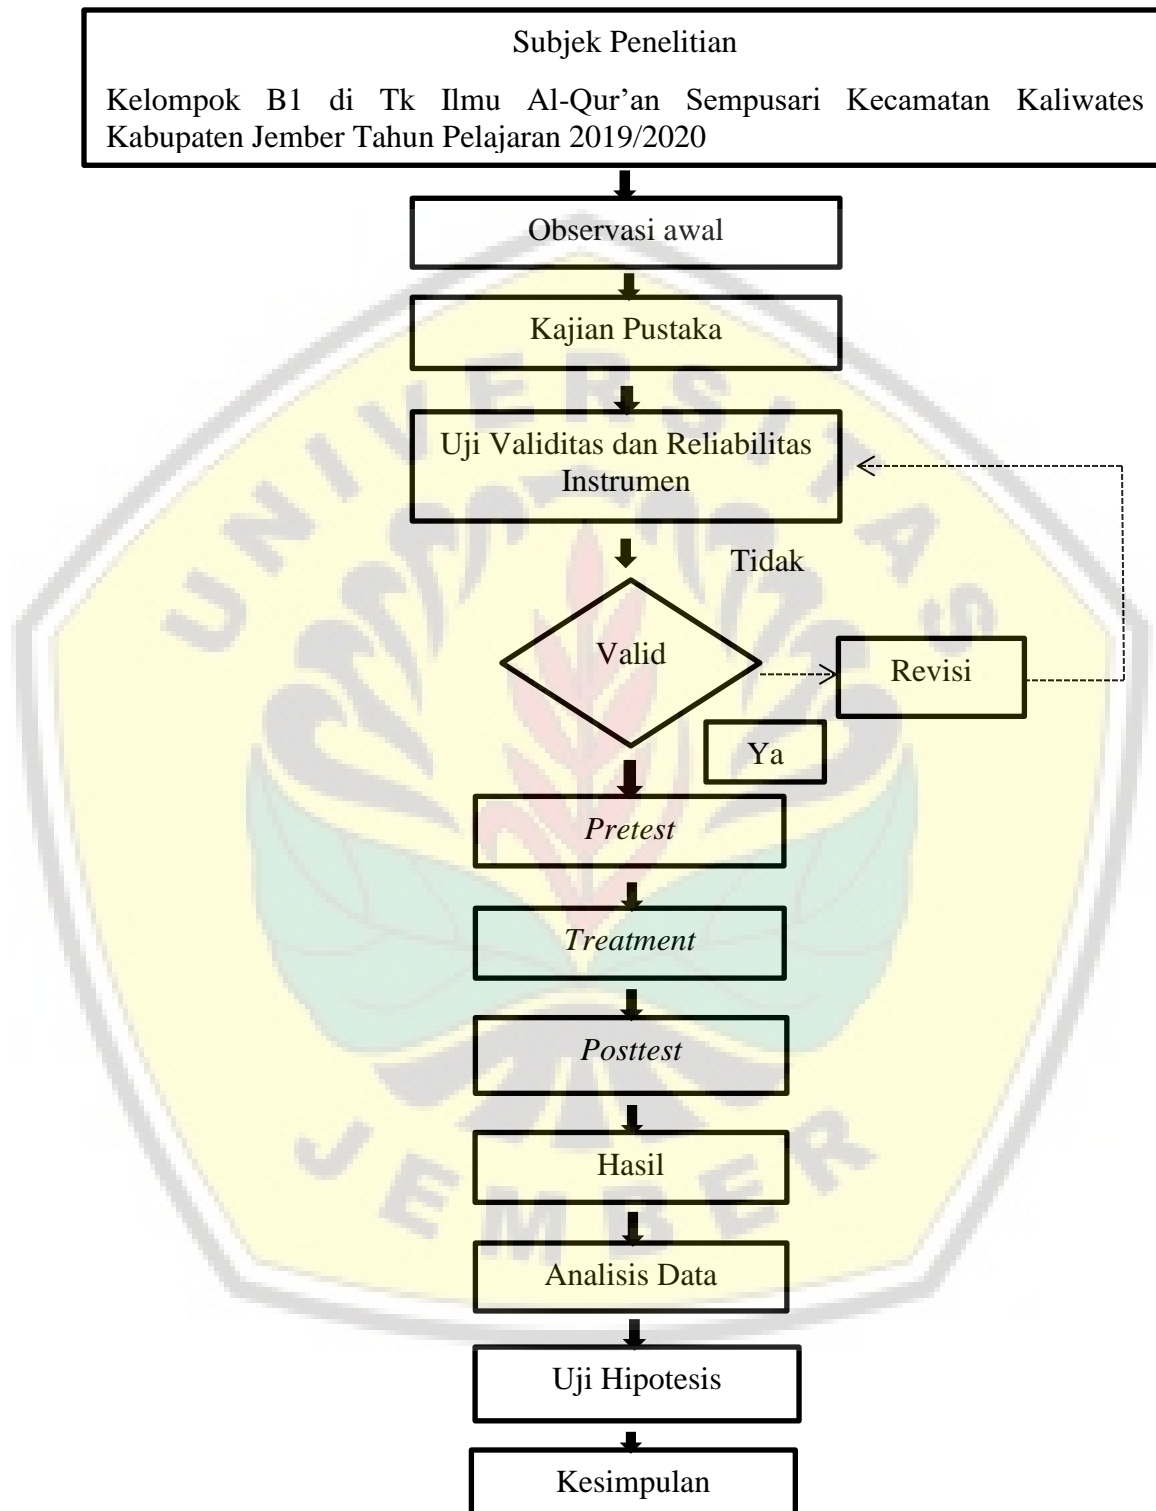 Subjek Penelitian
Kelompok B1 di Tk Ilmu Al-Qur’an Sempusari Kecamatan Kaliwates
Kabupaten Jember Tahun Pelajaran 2019/2020
Observasi awal
Kajian Pustaka
Uji Validitas dan Reliabilitas
Instrumen
Tidak
Valid
Revisi
Ya
Pretest
Treatment
Posttest
Hasil
Analisis Data
Uji Hipotesis
Kesimpulan
UNIVERSITAS
JEMBER